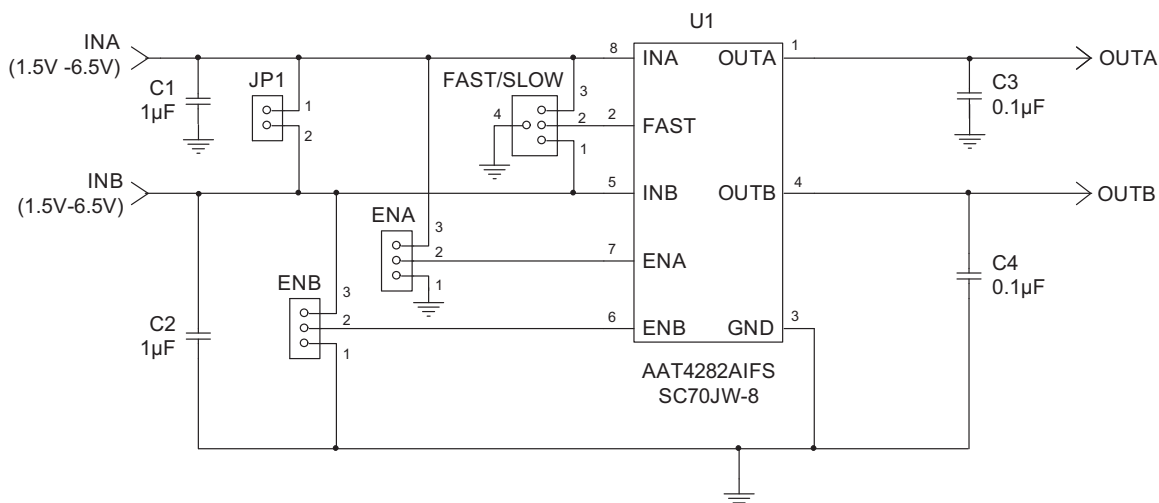 U1
INA
(1.5V -6.5V)
C1
1µF
JP1
1
2
FAST/SLOW
3
4
2
1
8
INA
OUTA
1
OUTA
C3
0.1µF
2
FAST
INB
(1.5V-6.5V)
5
INB
OUTB
4
OUTB
ENA
3
2
1
7
ENA
C4
0.1µF
ENB
3
2
1
6
ENB
GND
3
C2
1µF
AAT4282AIFS
SC70JW-8